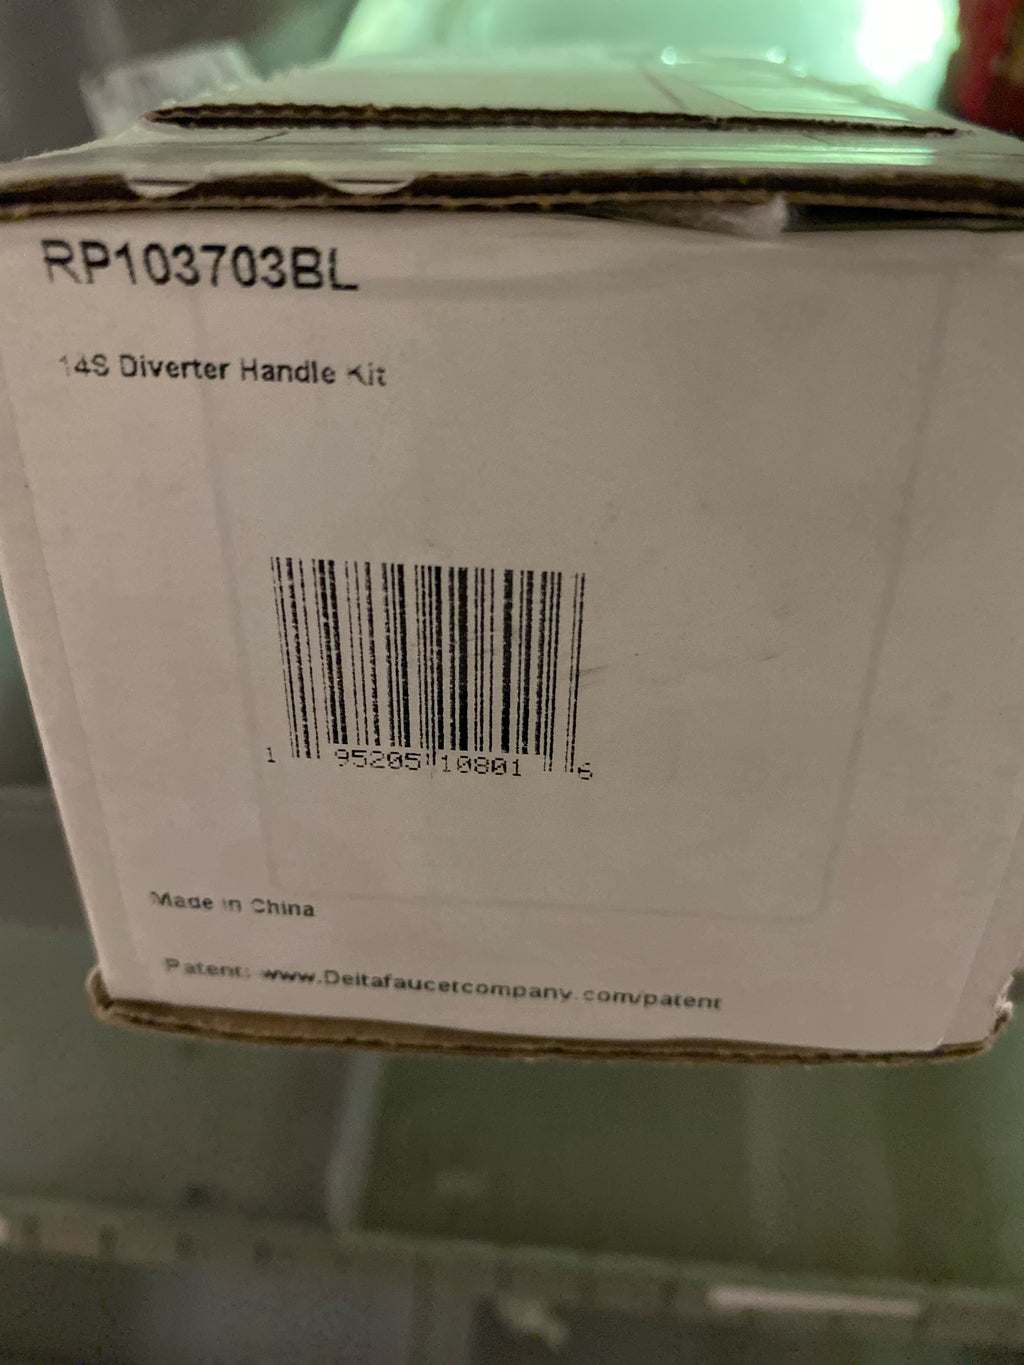 RP103703BL
14S Diverter Handle Kit
1 95205 10801 6
Made in China
Patent: www.Deltafaucetcompany.com/patent